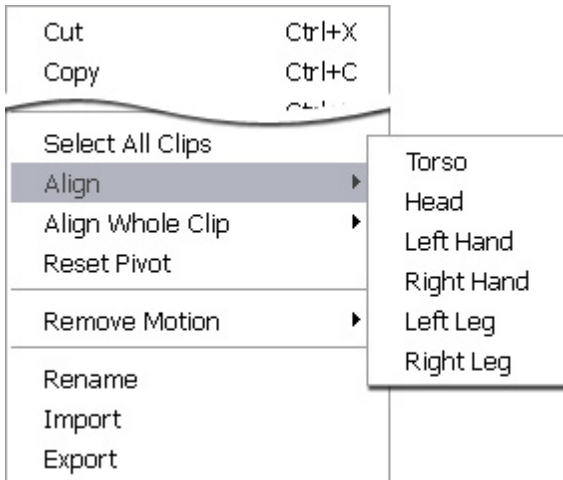 Cut Ctrl+X
Copy Ctrl+C
Select All Clips
Align
Align Whole Clip
Reset Pivot
Remove Motion
Rename
Import
Export
Torso
Head
Left Hand
Right Hand
Left Leg
Right Leg